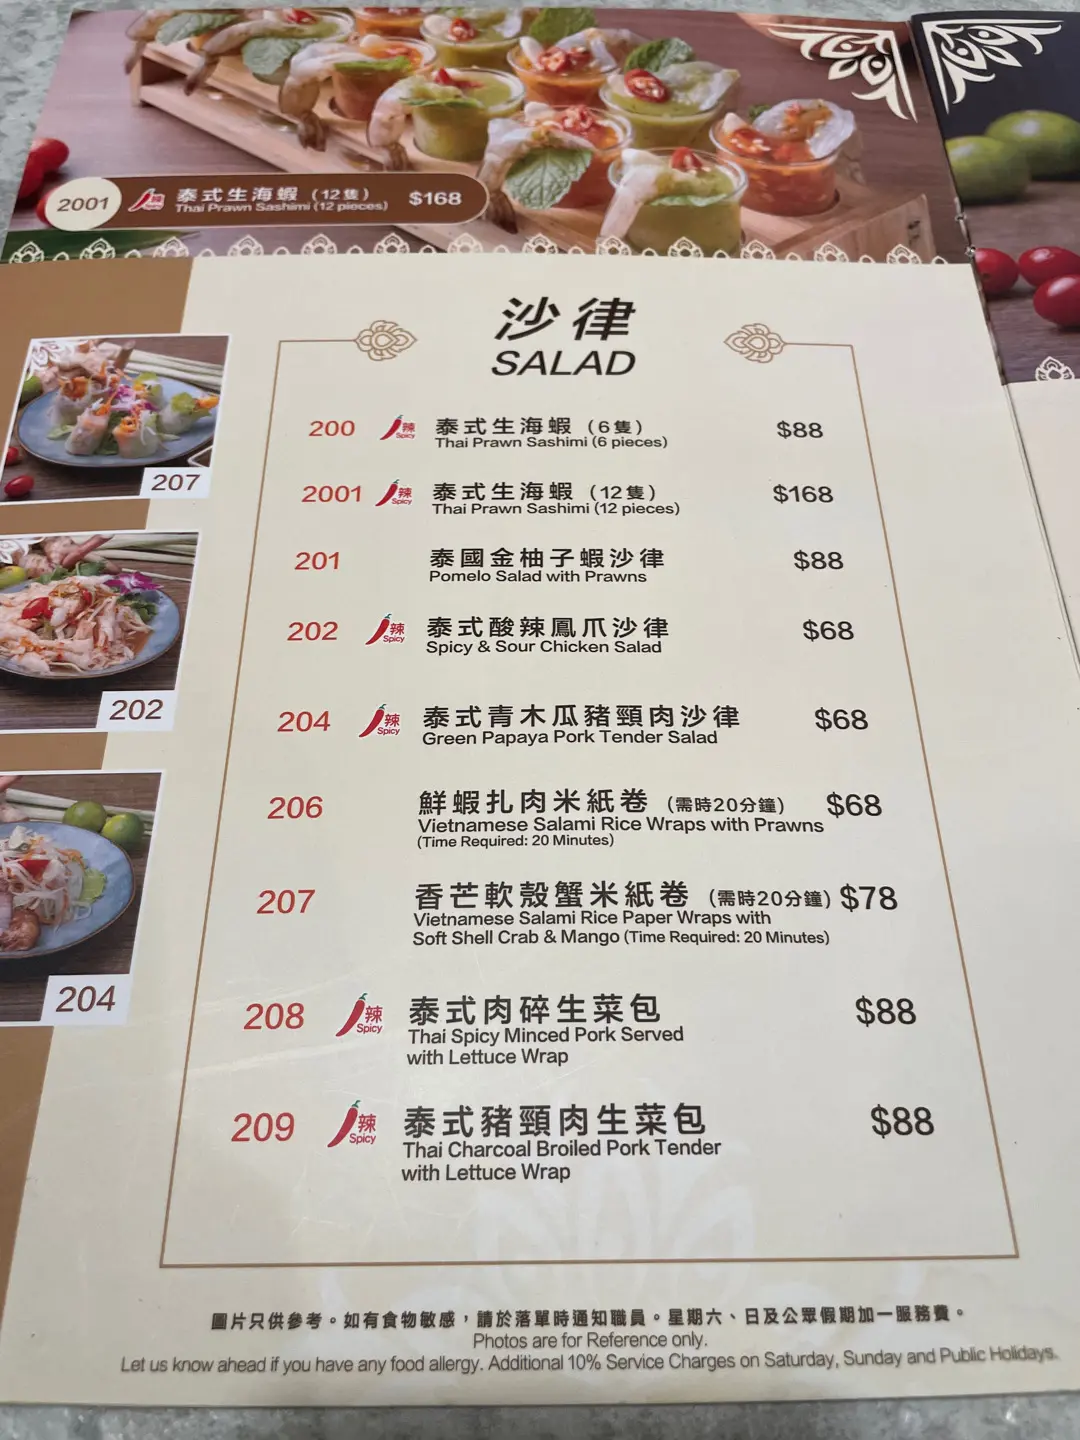 2001 辣 Spicy 泰式生海蝦 (12隻) $168
Thai Prawn Sashimi (12 pieces)
沙律
SALAD
207
202
204
200 辣 Spicy 泰式生海蝦 (6隻) $88
Thai Prawn Sashimi (6 pieces)
2001 辣 Spicy 泰式生海蝦 (12隻) $168
Thai Prawn Sashimi (12 pieces)
201 泰國金柚子蝦沙律 $88
Pomelo Salad with Prawns
202 辣 Spicy 泰式酸辣鳳爪沙律 $68
Spicy & Sour Chicken Salad
204 辣 Spicy 泰式青木瓜豬頸肉沙律 $68
Green Papaya Pork Tender Salad
206 鮮蝦扎肉米紙卷 (需時20分鐘) $68
Vietnamese Salami Rice Wraps with Prawns
(Time Required: 20 Minutes)
207 香芒軟殼蟹米紙卷 (需時20分鐘) $78
Vietnamese Salami Rice Paper Wraps with
Soft Shell Crab & Mango (Time Required: 20 Minutes)
208 辣 Spicy 泰式肉碎生菜包 $88
Thai Spicy Minced Pork Served
with Lettuce Wrap
209 辣 Spicy 泰式豬頸肉生菜包 $88
Thai Charcoal Broiled Pork Tender
with Lettuce Wrap
圖片只供參考。如有食物敏感，請於落單時通知職員。星期六、日及公眾假期加一服務費。
Photos are for Reference only.
Let us know ahead if you have any food allergy. Additional 10% Service Charges on Saturday, Sunday and Public Holidays.